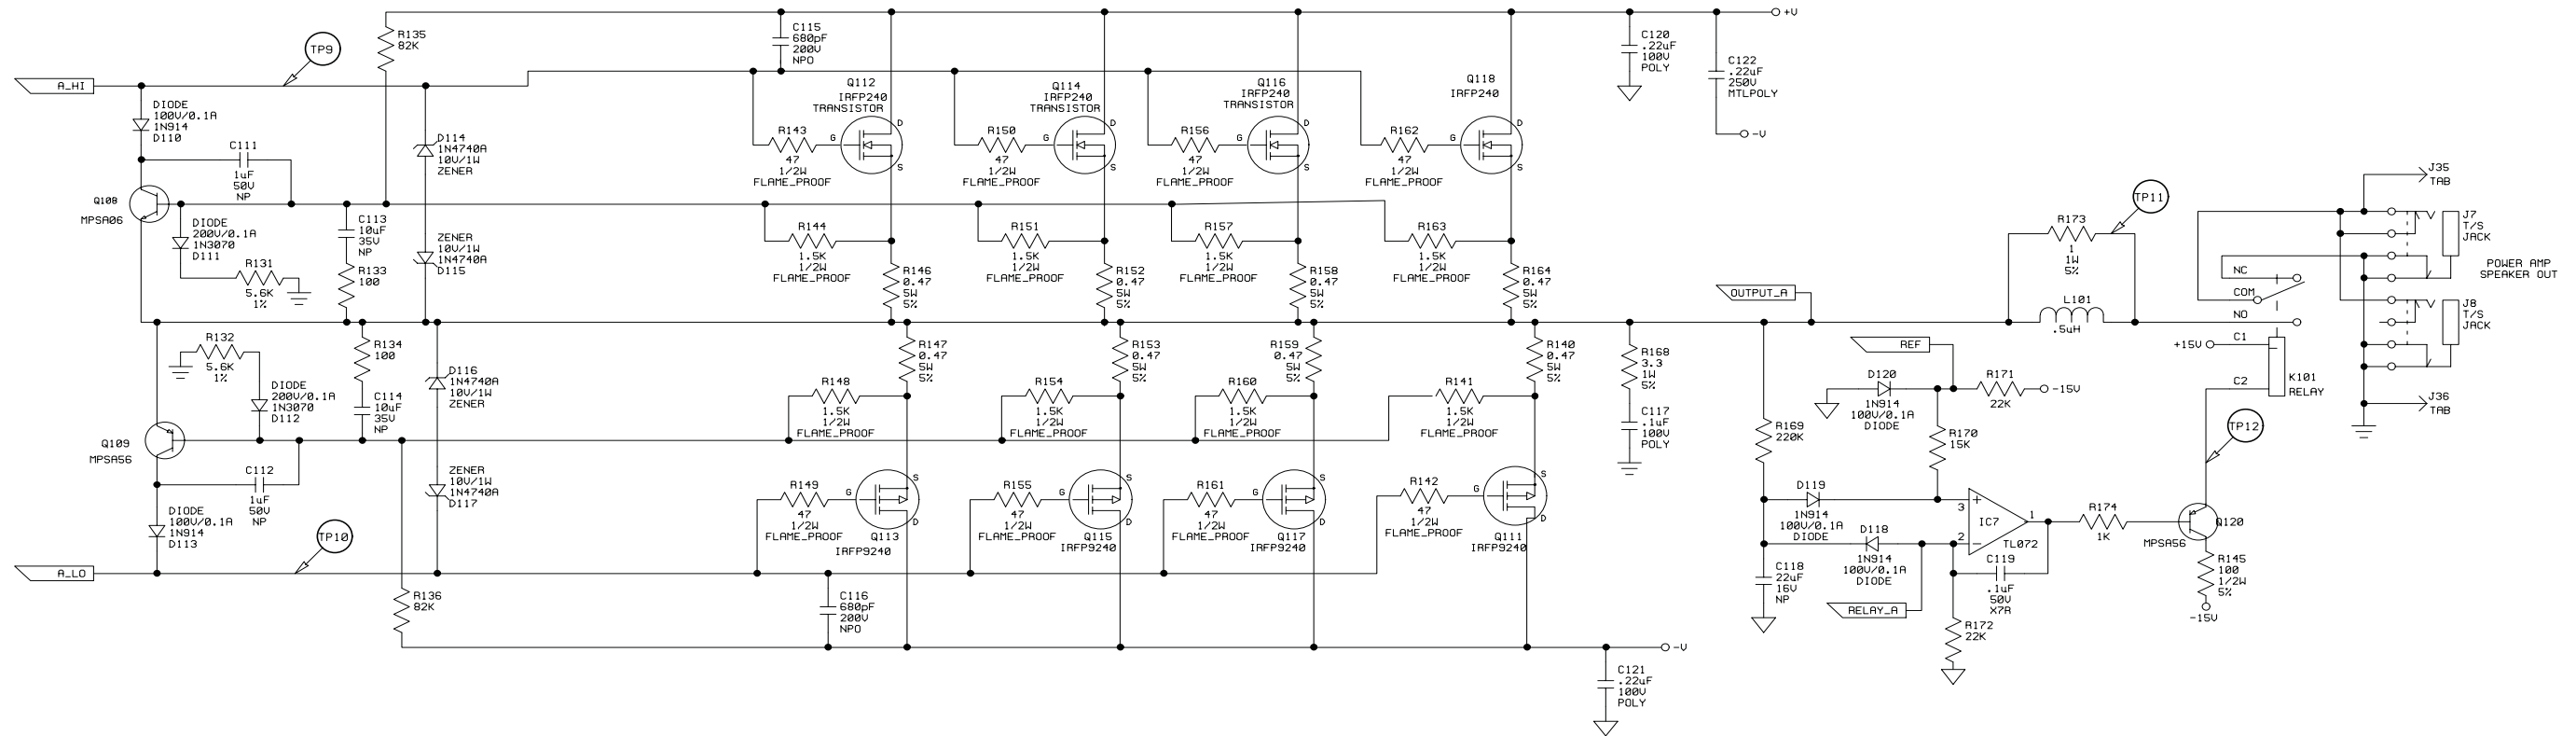 +V
R135
82K
C115
680pF
200V
NPO
TP9
C120
.22uF
100V
POLY
C122
.22uF
250V
MTLPOLY
-V
A_HI
DIODE
100V/0.1A
1N914
D110
C111
1uF
50V
NP
D114
1N4740A
10V/1W
ZENER
Q112
IRFP240
TRANSISTOR
R143
47
1/2W
FLAME_PROOF
G
D
S
Q114
IRFP240
TRANSISTOR
R150
47
1/2W
FLAME_PROOF
G
D
S
Q116
IRFP240
TRANSISTOR
R156
47
1/2W
FLAME_PROOF
G
D
S
Q118
IRFP240
R162
47
1/2W
FLAME_PROOF
G
D
S
Q108
MPSA06
DIODE
200V/0.1A
1N3070
D111
R131
5.6K
1%
C113
10uF
35V
NP
R133
100
ZENER
10V/1W
1N4740A
D115
R144
1.5K
1/2W
FLAME_PROOF
R146
0.47
5W
5%
R151
1.5K
1/2W
FLAME_PROOF
R152
0.47
5W
5%
R157
1.5K
1/2W
FLAME_PROOF
R158
0.47
5W
5%
R163
1.5K
1/2W
FLAME_PROOF
R164
0.47
5W
5%
OUTPUT_A
R173
1
1W
5%
TP11
L101
.5uH
J35
TAB
J7
T/S
JACK
POWER AMP
SPEAKER OUT
NC
COM
NO
J8
T/S
JACK
C1
+15V
C2
K101
RELAY
J36
TAB
R132
5.6K
1%
R134
100
DIODE
200V/0.1A
1N3070
D112
C114
10uF
35V
NP
D116
1N4740A
10V/1W
ZENER
R147
0.47
5W
5%
R148
1.5K
1/2W
FLAME_PROOF
R153
0.47
5W
5%
R154
1.5K
1/2W
FLAME_PROOF
R159
0.47
5W
5%
R160
1.5K
1/2W
FLAME_PROOF
R140
0.47
5W
5%
R141
1.5K
1/2W
FLAME_PROOF
R168
3.3
1W
5%
C117
.1uF
100V
POLY
REF
D120
1N914
100V/0.1A
DIODE
R171
22K
-15V
R169
220K
R170
15K
TP12
Q109
MPSA56
C112
1uF
50V
NP
DIODE
100V/0.1A
1N914
D113
ZENER
10V/1W
1N4740A
D117
R149
47
1/2W
FLAME_PROOF
G
S
D
Q113
IRFP9240
R155
47
1/2W
FLAME_PROOF
G
S
D
Q115
IRFP9240
R161
47
1/2W
FLAME_PROOF
G
S
D
Q117
IRFP9240
R142
47
1/2W
FLAME_PROOF
G
S
D
Q111
IRFP9240
D119
1N914
100V/0.1A
DIODE
D118
1N914
100V/0.1A
DIODE
3
+
2
-
1
IC7
TL072
R174
1K
Q120
MPSA56
C119
.1uF
50V
X7R
R145
100
1/2W
5%
-15V
TP10
A_LO
R136
82K
C116
680pF
200V
NPO
C118
22uF
16V
NP
RELAY_A
R172
22K
-V
C121
.22uF
100V
POLY